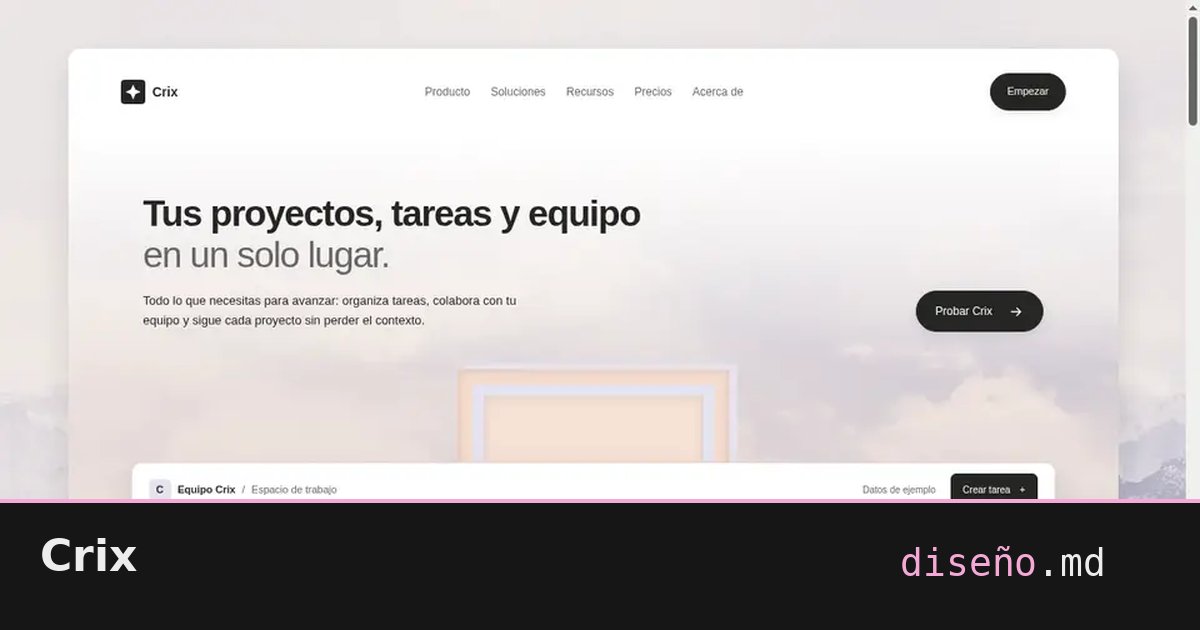 Crix
Producto Soluciones Recursos Precios Acerca de
Empezar
Tus proyectos, tareas y equipo
en un solo lugar.
Todo lo que necesitas para avanzar: organiza tareas, colabora con tu
equipo y sigue cada proyecto sin perder el contexto.
Probar Crix →
C Equipo Crix / Espacio de trabajo
Datos de ejemplo
Crear tarea +
Crix
diseño.md